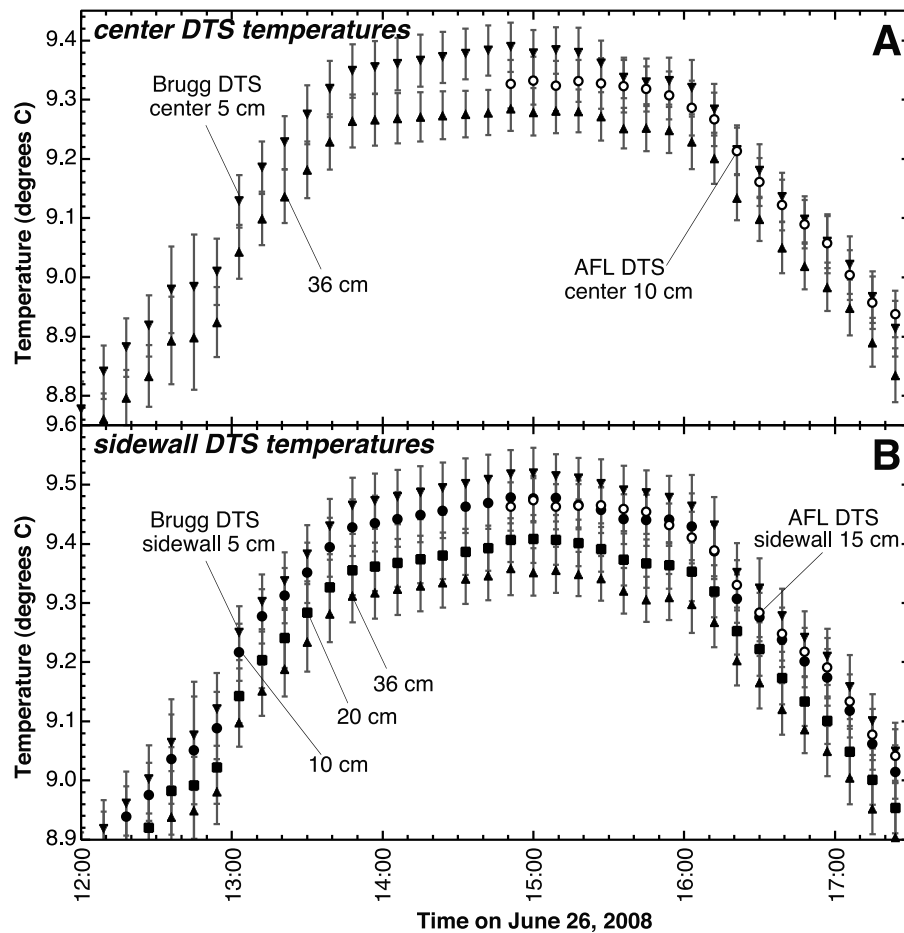 center DTS temperatures
A
9.4
9.3
9.2
9.1
9.0
8.9
8.8
Temperature (degrees C)
Brugg DTS
center 5 cm
36 cm
AFL DTS
center 10 cm
sidewall DTS temperatures
B
9.6
9.5
9.4
9.3
9.2
9.1
9.0
8.9
Temperature (degrees C)
Brugg DTS
sidewall 5 cm
AFL DTS
sidewall 15 cm
36 cm
20 cm
10 cm
12:00
13:00
14:00
15:00
16:00
17:00
Time on June 26, 2008